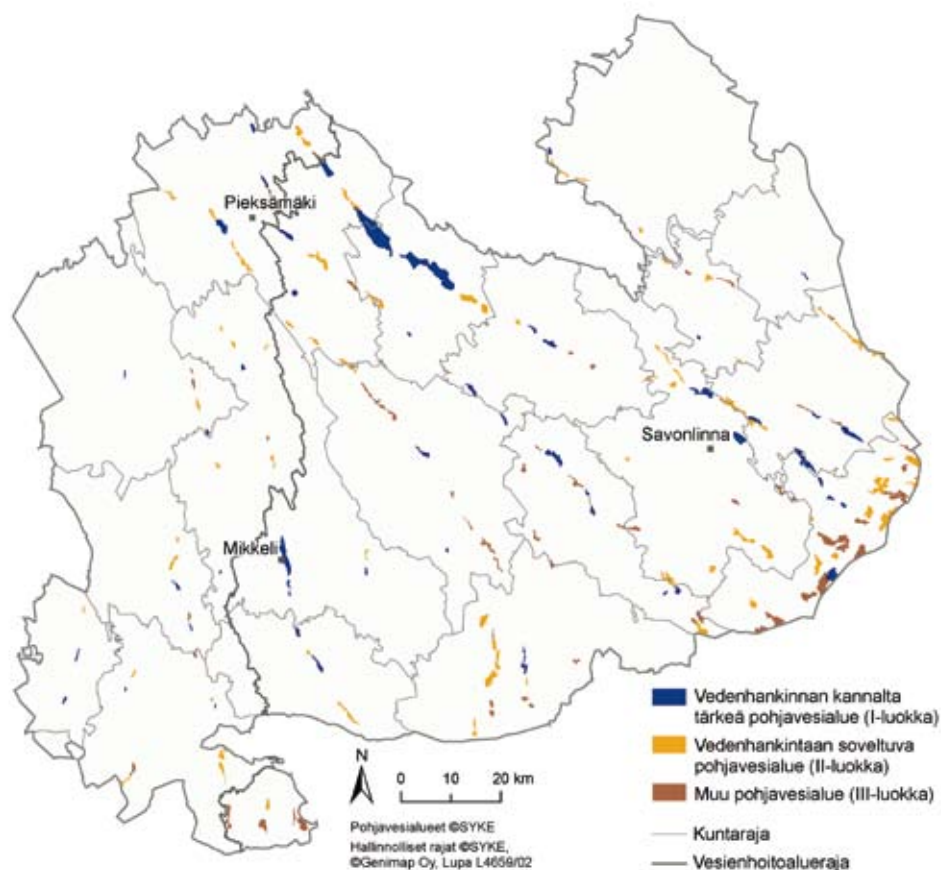 Pieksämäki
Savonlinna
Mikkeli
Vedenhankinnan kannalta
tärkeä pohjavesialue (I-luokka)
Vedenhankintaan soveltuva
pohjavesialue (II-luokka)
Muu pohjavesialue (III-luokka)
Kuntaraja
Vesienhoitoalueraja
N
0 10 20 km
Pohjavesialueet ©SYKE
Hallinnolliset rajat ©SYKE,
©Genimap Oy, Lupa L4659/02